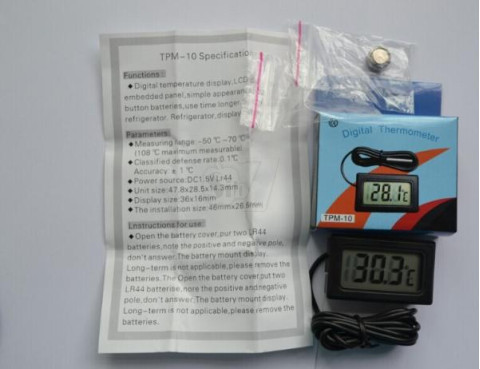 TPM-10 Specification
Functions
◆Digital temperature display, LCD
embedded panel, simple appearance,
button batteries, use time longer,
refrigerator. Refrigerator, display
Parameters:
◆Measuring range: -50℃~70℃
(108℃ maximum measurable)
◆Classified defense rate: 0.1℃
Accuracy: ± 1℃
◆Power source: DC1.5V Lr44
◆Unit size: 47.8x28.5x14.3mm
◆Display size: 36x16mm
◆The installation size: 46mmx26.5mm
Lnstructions for use:
◆Open the battery cover, put two LR44
batteries, note the positive and negative pole,
don't answer. The battery mount display.
Long-term is not applicable, please remove the
batteries. The Open the battery cover, put two
LR44 batteries, note the positive and negative
pole, don't answer. The battery mount display
Long-term is not applicable, please remove the
batteries.
Digital Thermometer
28.1℃
TPM-10
30.3℃